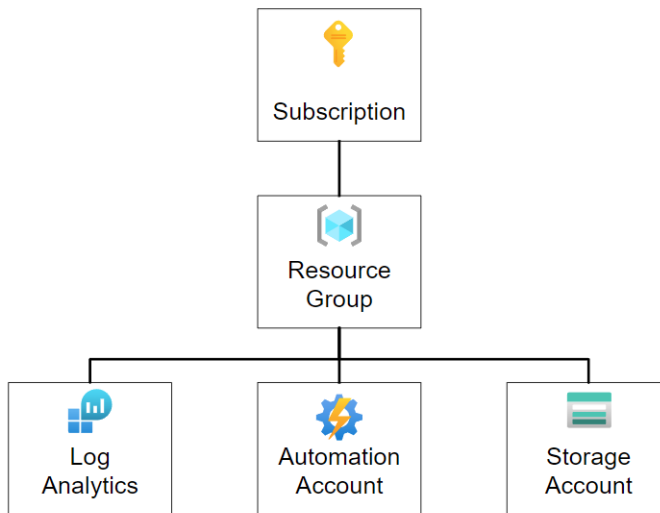 Subscription
Resource
Group
Log
Analytics
Automation
Account
Storage
Account